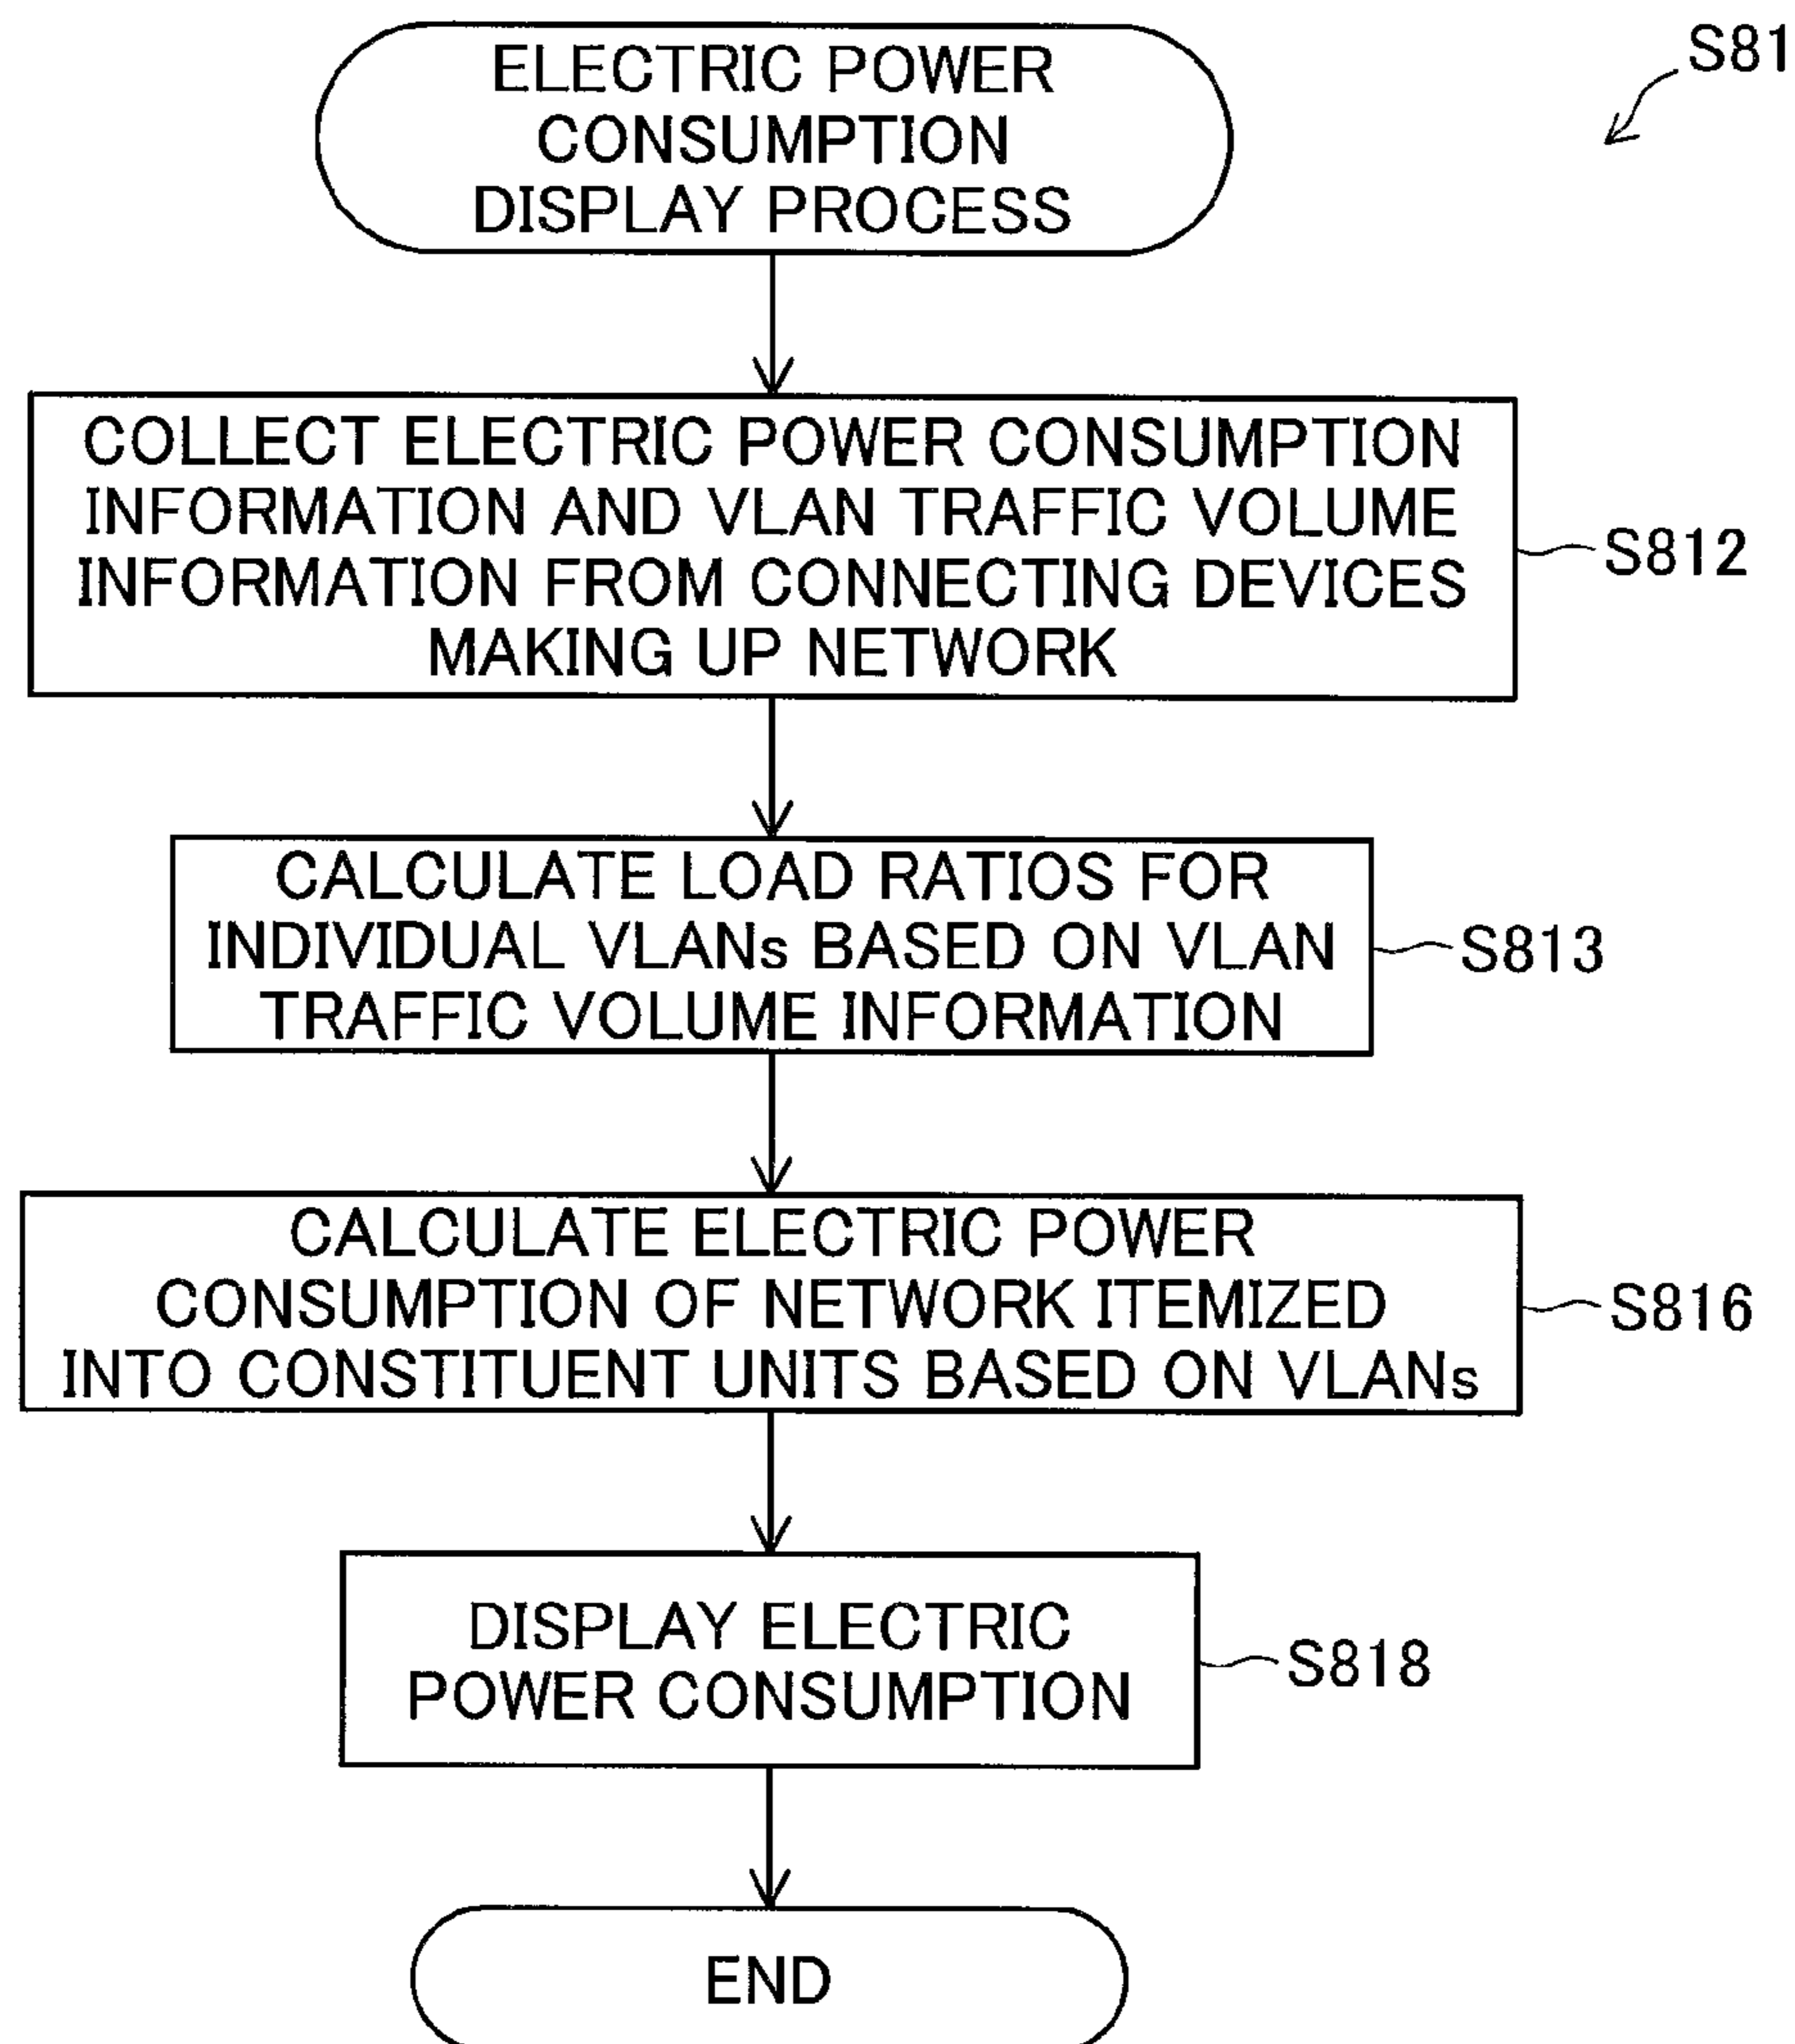 S81
ELECTRIC POWER
CONSUMPTION
DISPLAY PROCESS
COLLECT ELECTRIC POWER CONSUMPTION
INFORMATION AND VLAN TRAFFIC VOLUME
INFORMATION FROM CONNECTING DEVICES
MAKING UP NETWORK
S812
CALCULATE LOAD RATIOS FOR
INDIVIDUAL VLANs BASED ON VLAN
TRAFFIC VOLUME INFORMATION
S813
CALCULATE ELECTRIC POWER
CONSUMPTION OF NETWORK ITEMIZED
INTO CONSTITUENT UNITS BASED ON VLANs
S816
DISPLAY ELECTRIC
POWER CONSUMPTION
S818
END